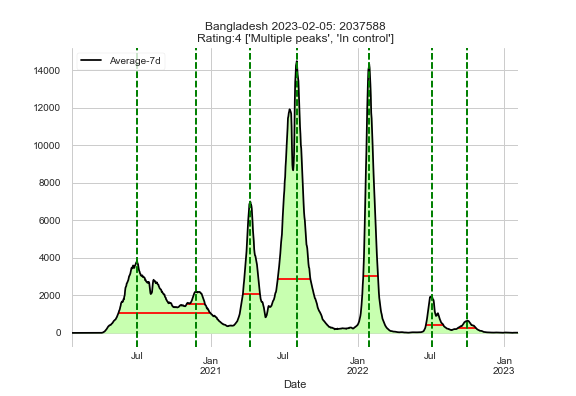 Bangladesh 2023-02-05: 2037588
Rating:4 ['Multiple peaks', 'In control']
Average-7d
14000
12000
10000
8000
6000
4000
2000
0
Jul
Jan
2021
Jul
Jan
2022
Jul
Jan
2023
Date